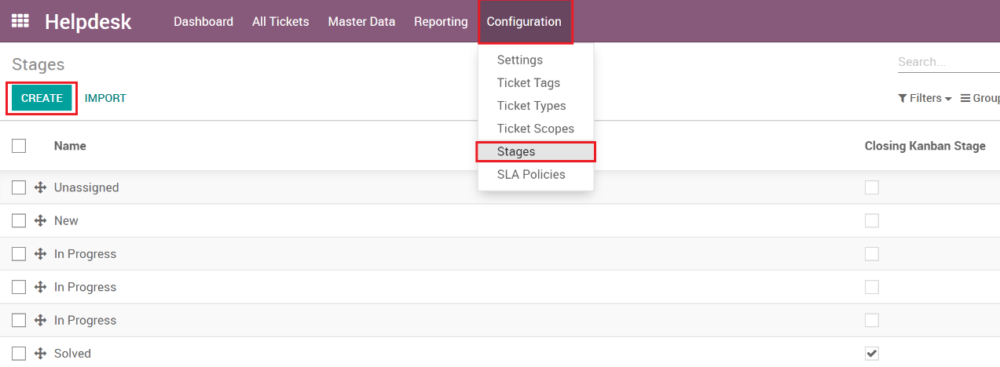 Helpdesk Dashboard All Tickets Master Data Reporting Configuration
Stages
Settings
Search...
Ticket Tags
CREATE IMPORT
Filters Group
Ticket Types
Ticket Scopes
Name
Stages
Closing Kanban Stage
SLA Policies
Unassigned
New
In Progress
In Progress
In Progress
Solved